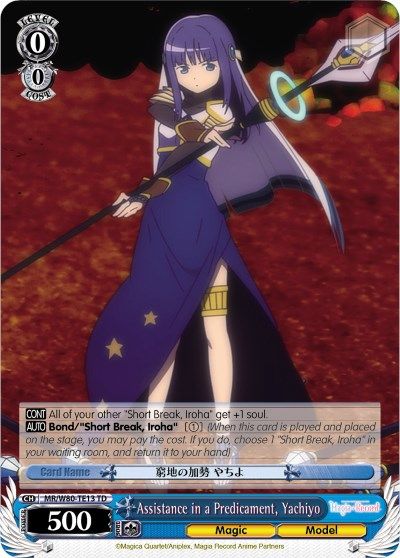 LEVEL
0
0
COST
CONT All of your other "Short Break, Iroha" get +1 soul.
AUTO Bond/"Short Break, Iroha" [①] (When this card is played and placed on the
stage, you may pay the cost. If you do, choose 1 "Short Break, Iroha" in
your waiting room, and return it to your hand)
Card Name 窮地の加勢 やちよ
CH MR/W80-TE13 TD
Assistance in a Predicament, Yachiyo
POWER 500
Magic
Model
©Magica Quartet/Aniplex, Magia Record Anime Partners